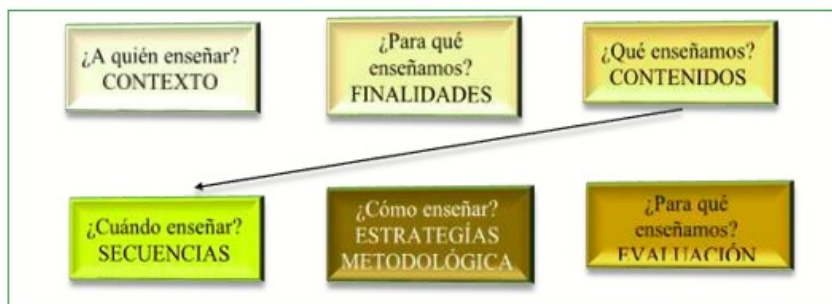 ¿A quién enseñar?
CONTEXTO
¿Para qué
enseñamos?
FINALIDADES
¿Qué enseñamos?
CONTENIDOS
¿Cuándo enseñar?
SECUENCIAS
¿Cómo enseñar?
ESTRATEGÍAS
METODOLÓGICA
¿Para qué
enseñamos?
EVALUACIÓN